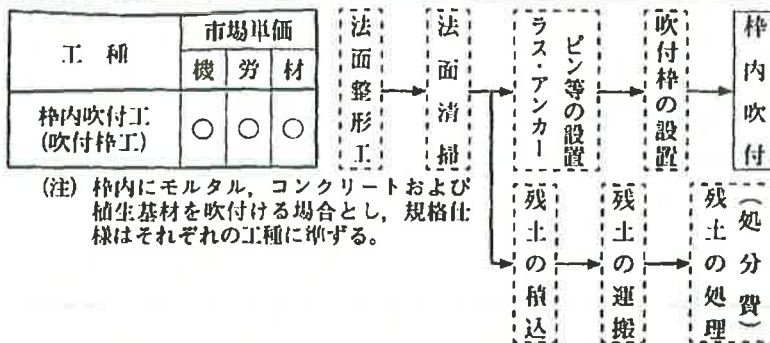 工種
市場単価
機 労 材
枠内吹付工
(吹付枠工)
○ ○ ○
(注) 枠内にモルタル,コンクリートおよび
植生基材を吹付ける場合とし,規格仕
様はそれぞれの工種に準ずる。
法面整形工
法面清掃
ラス・アンカー
ピン等の設置
吹付枠の設置
枠内吹付
残土の積込
残土の運搬
残土の処理
(処分費)